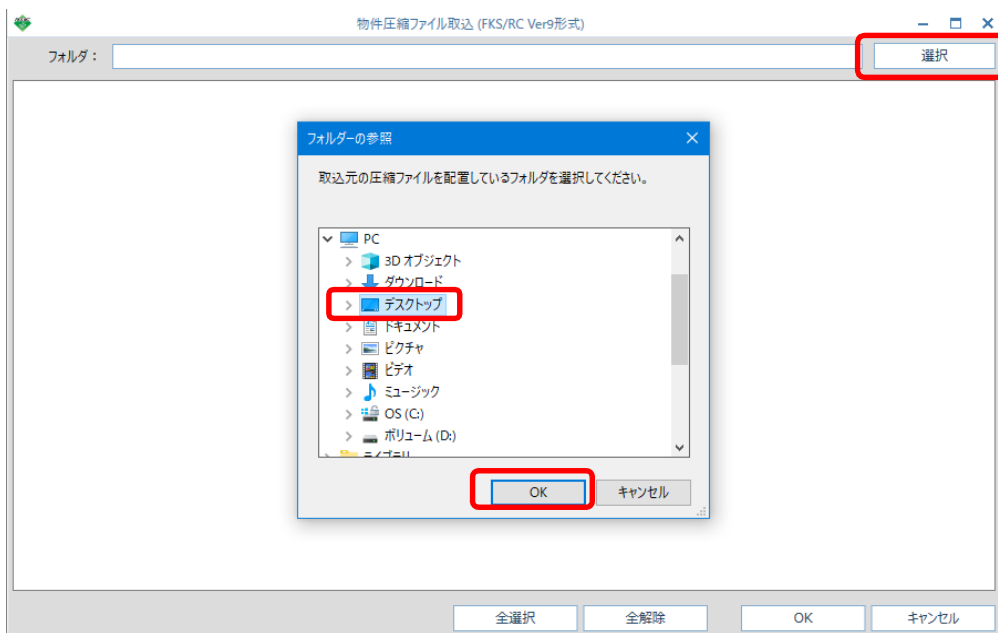 物件圧縮ファイル取込 (FKS/RC Ver9形式)
フォルダ： 選択
フォルダーの参照
取込元の圧縮ファイルを配置しているフォルダを選択してください。
PC
3D オブジェクト
ダウンロード
デスクトップ
ドキュメント
ピクチャ
ビデオ
ミュージック
OS (C:)
ボリューム (D:)
ライブラリ
OK キャンセル
全選択 全解除 OK キャンセル